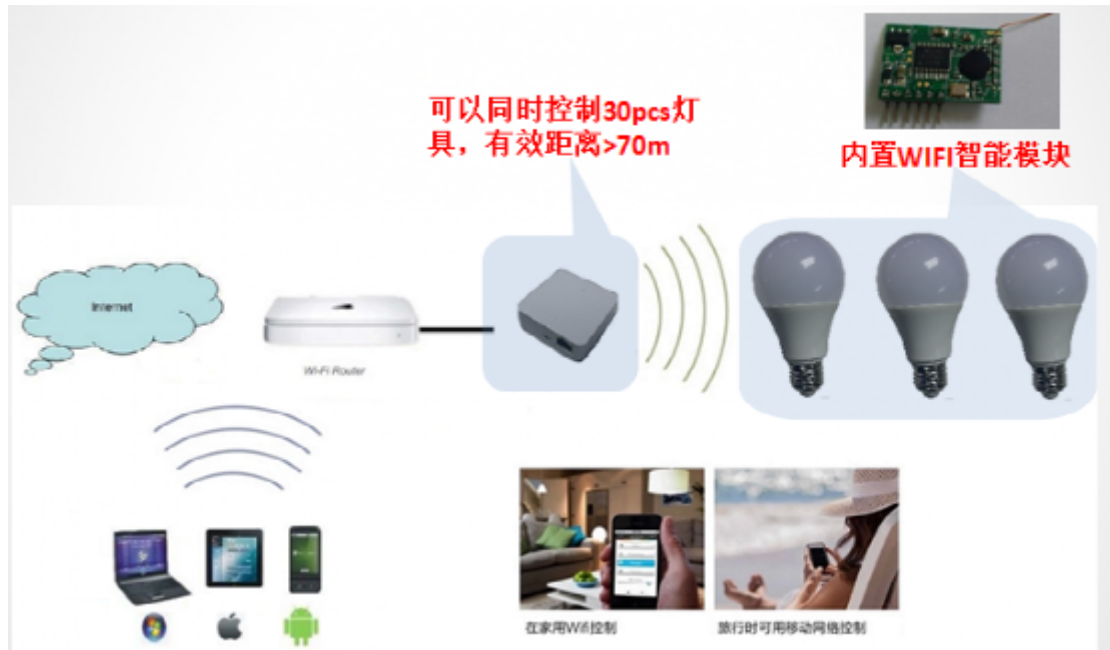 可以同时控制30pcs灯
具，有效距离>70m
内置WIFI智能模块
Internet
Wi-Fi Router
在家用Wifi控制
旅行时可用移动网络控制